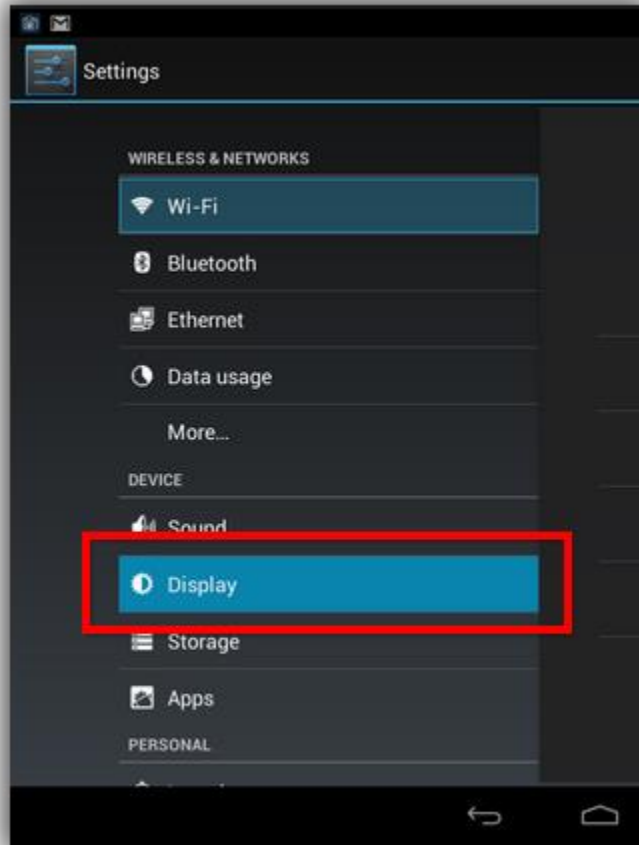 Settings
WIRELESS & NETWORKS
Wi-Fi
Bluetooth
Ethernet
Data usage
More...
DEVICE
Sound
Display
Storage
Apps
PERSONAL